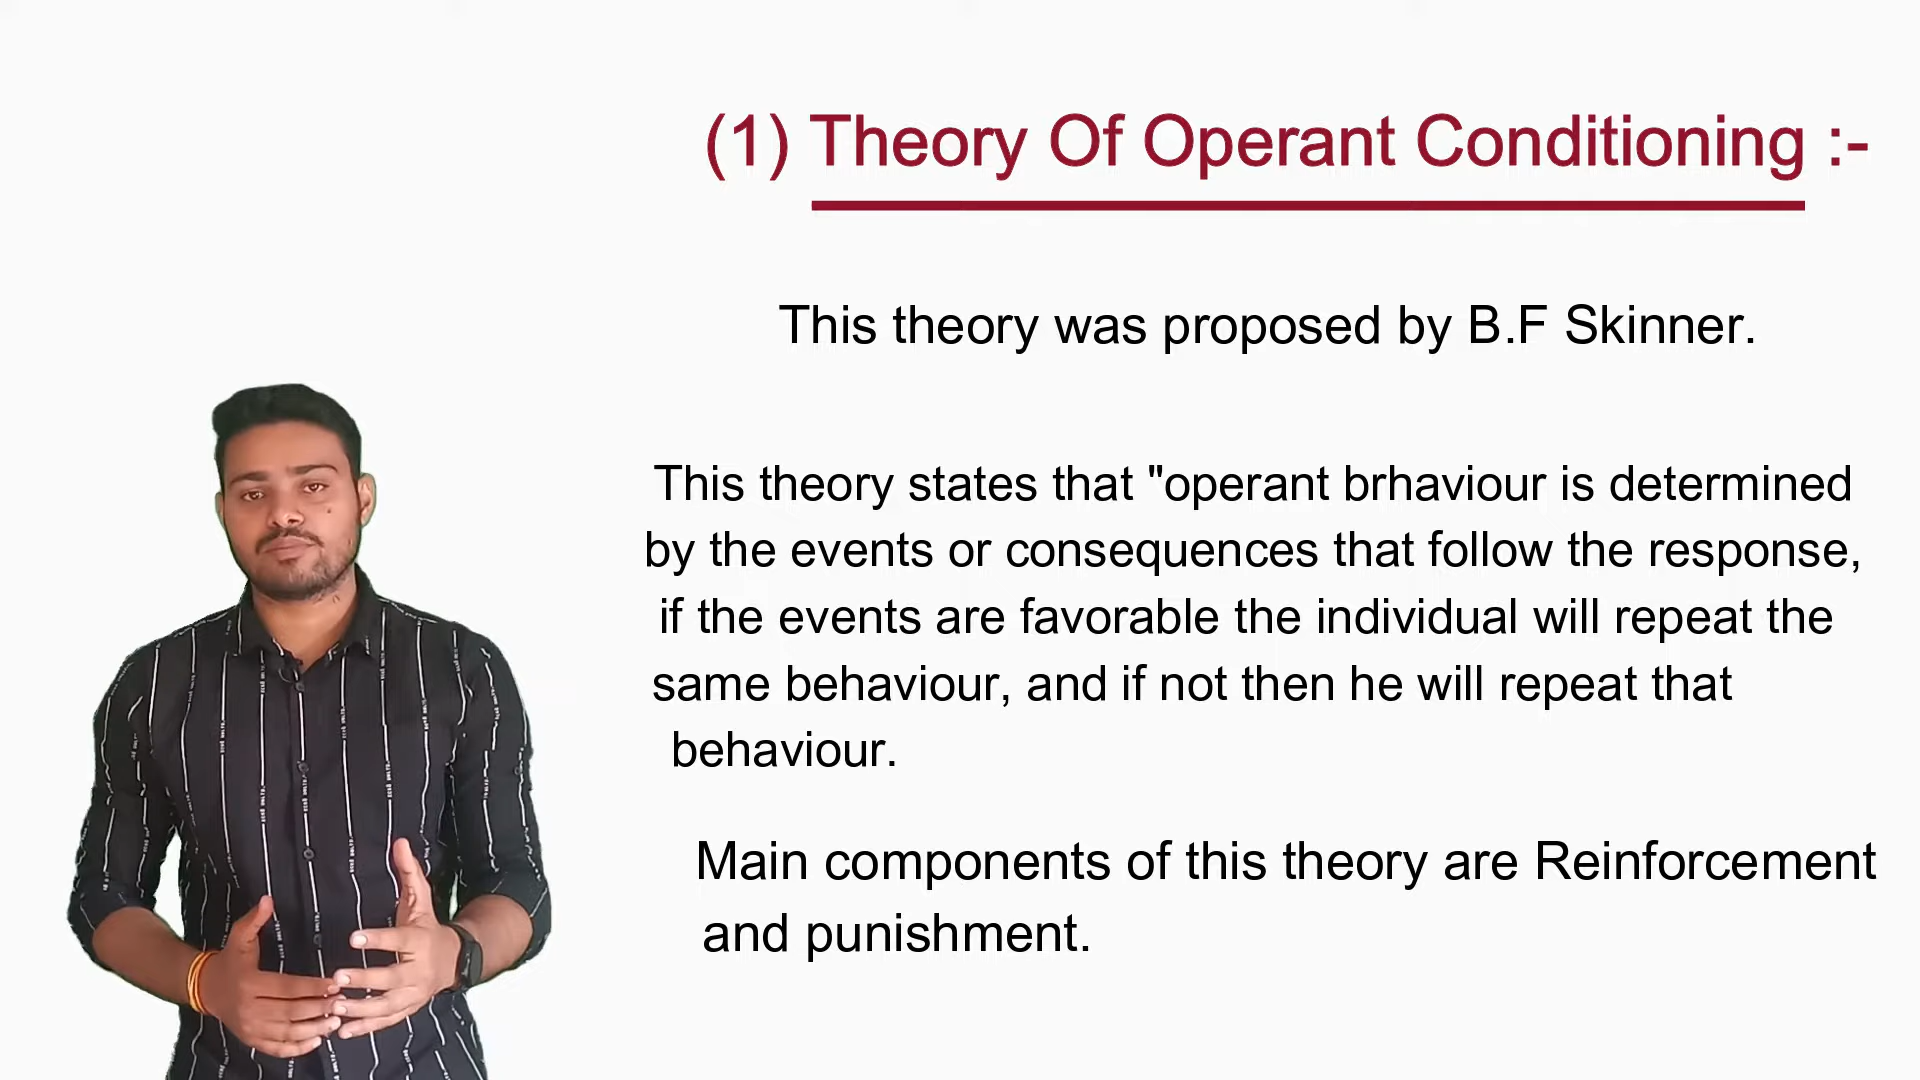 (1) Theory Of Operant Conditioning :-
This theory was proposed by B.F Skinner.
This theory states that "operant brhaviour is determined
by the events or consequences that follow the response,
if the events are favorable the individual will repeat the
same behaviour, and if not then he will repeat that
behaviour.
Main components of this theory are Reinforcement
and punishment.